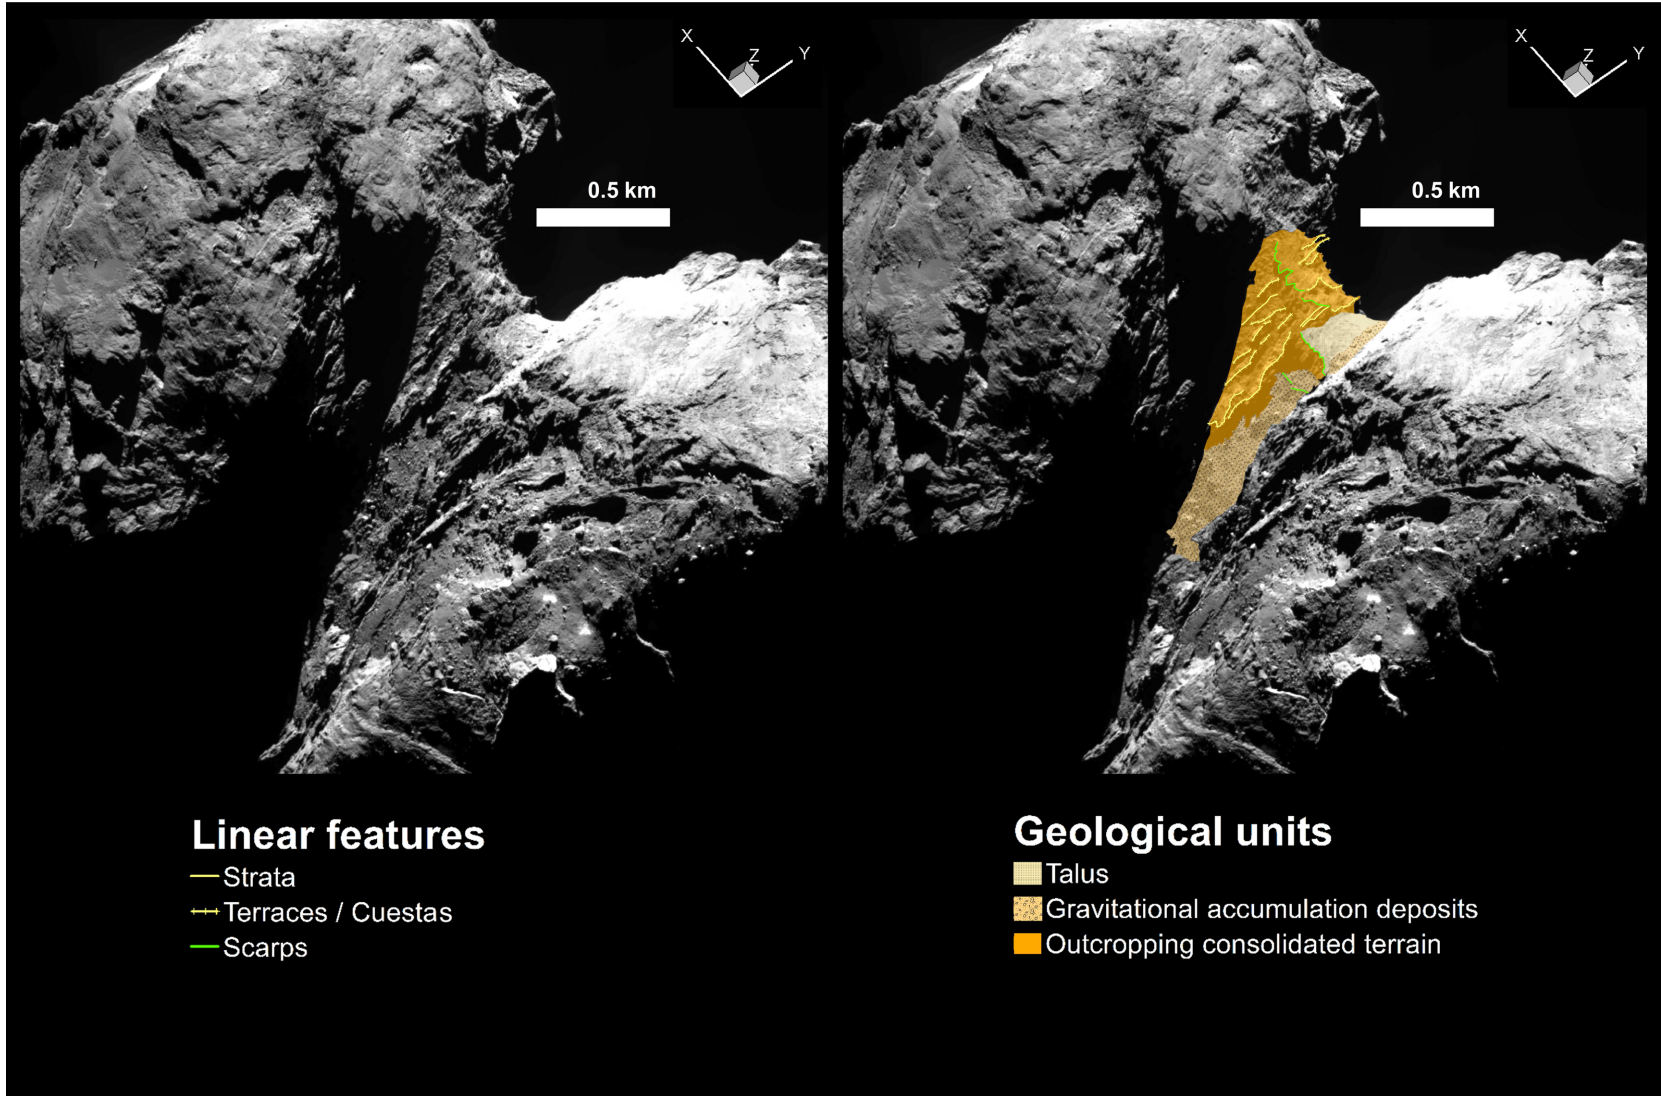 X
Z
Y
0.5 km
X
Z
Y
0.5 km
Linear features
Strata
Terraces / Cuestas
Scarps
Geological units
Talus
Gravitational accumulation deposits
Outcropping consolidated terrain